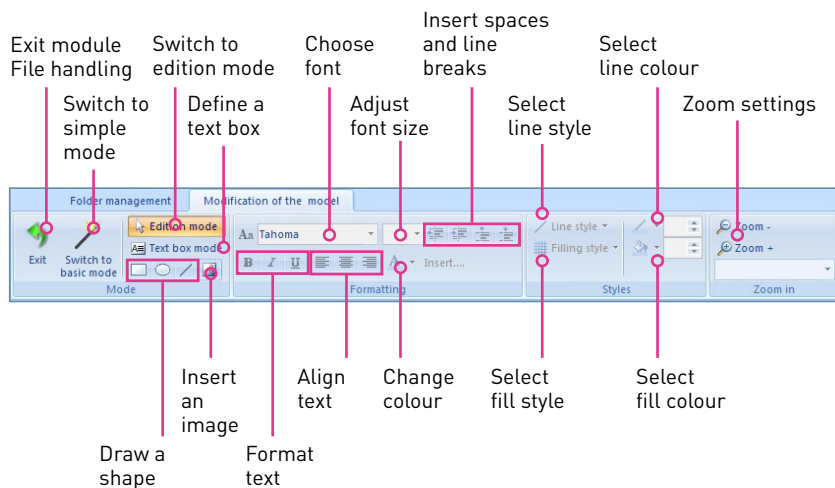 Exit module
File handling
Switch to
edition mode
Choose
font
Insert spaces
and line
breaks
Select
line colour
Switch to
simple
mode
Define a
text box
Adjust
font size
Select
line style
Zoom settings
Folder management
Modification of the model
Exit
Switch to
basic mode
Edition mode
Text box mode
Mode
Aa Tahoma
B I U
A
Insert....
Formatting
Line style
Filling style
Styles
Zoom -
Zoom +
Zoom in
Insert
an
image
Align
text
Change
colour
Select
fill style
Select
fill colour
Draw a
shape
Format
text